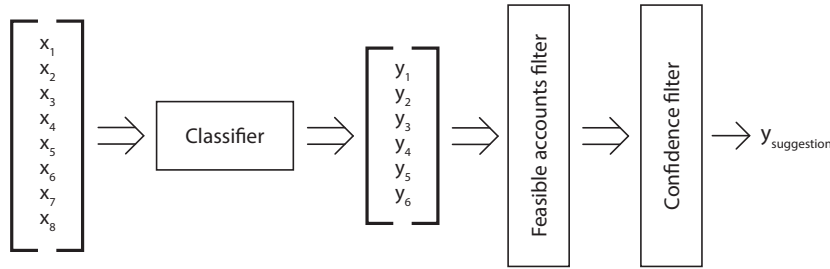 x1
x2
x3
x4
x5
x6
x7
x8
Classifier
y1
y2
y3
y4
y5
y6
Feasible accounts filter
Confidence filter
ysuggestion